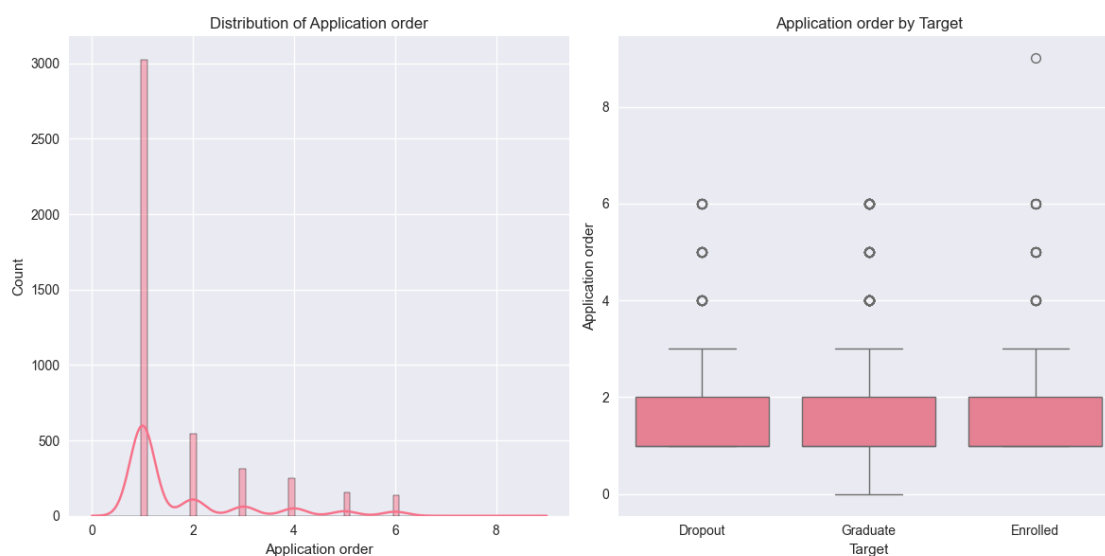 Distribution of Application order
3000
2500
2000
1500
1000
500
0
Count
0 2 4 6 8
Application order
Application order by Target
8
6
4
2
0
Application order
Dropout Graduate Enrolled
Target